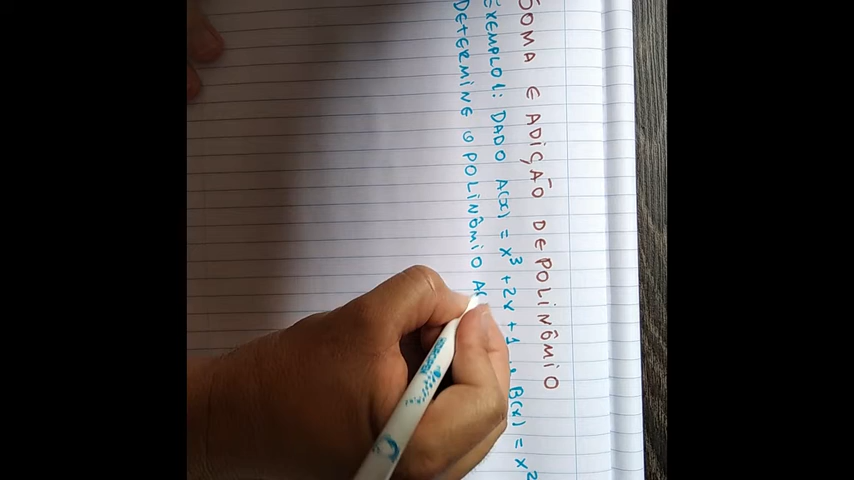 SOMA E ADIÇÃO DE POLINÔMIO
EXEMPLO 1: DADO A(x) = x³ + 2x + 1 B(x) = x²
DETERMINE O POLINÔMIO A(